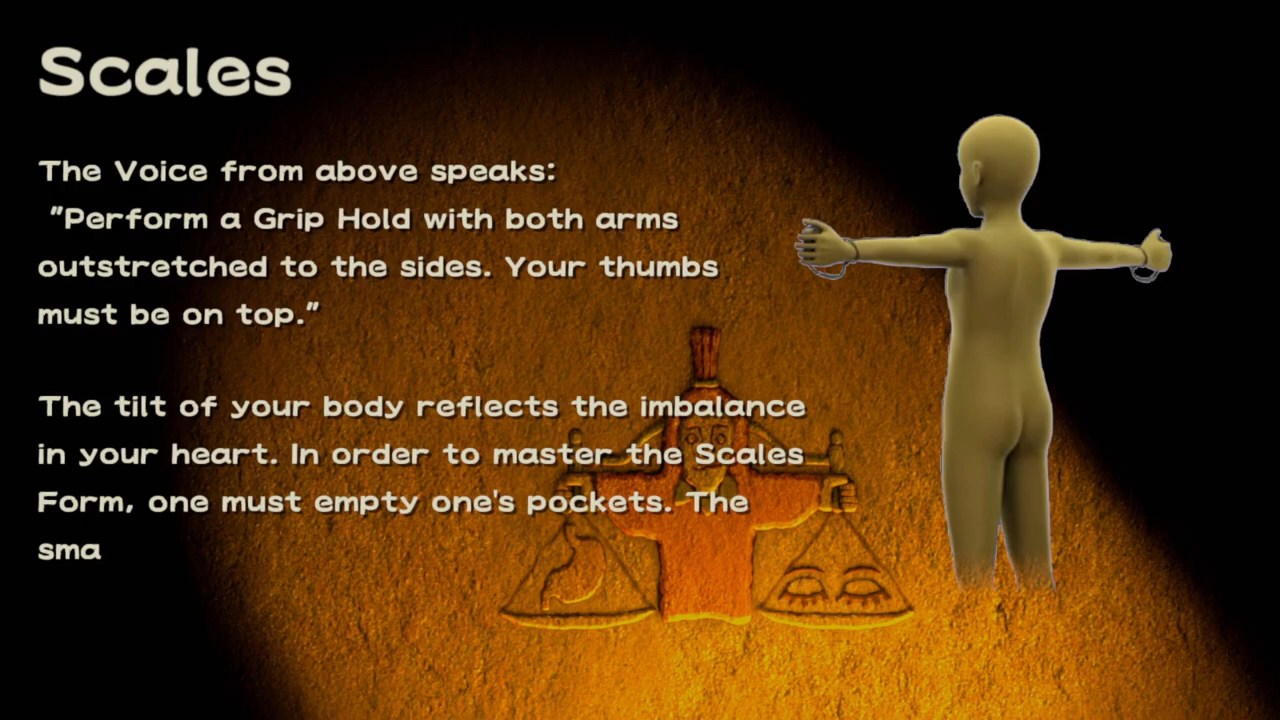 Scales
The Voice from above speaks:
"Perform a Grip Hold with both arms
outstretched to the sides. Your thumbs
must be on top."
The tilt of your body reflects the imbalance
in your heart. In order to master the Scales
Form, one must empty one's pockets. The
sma